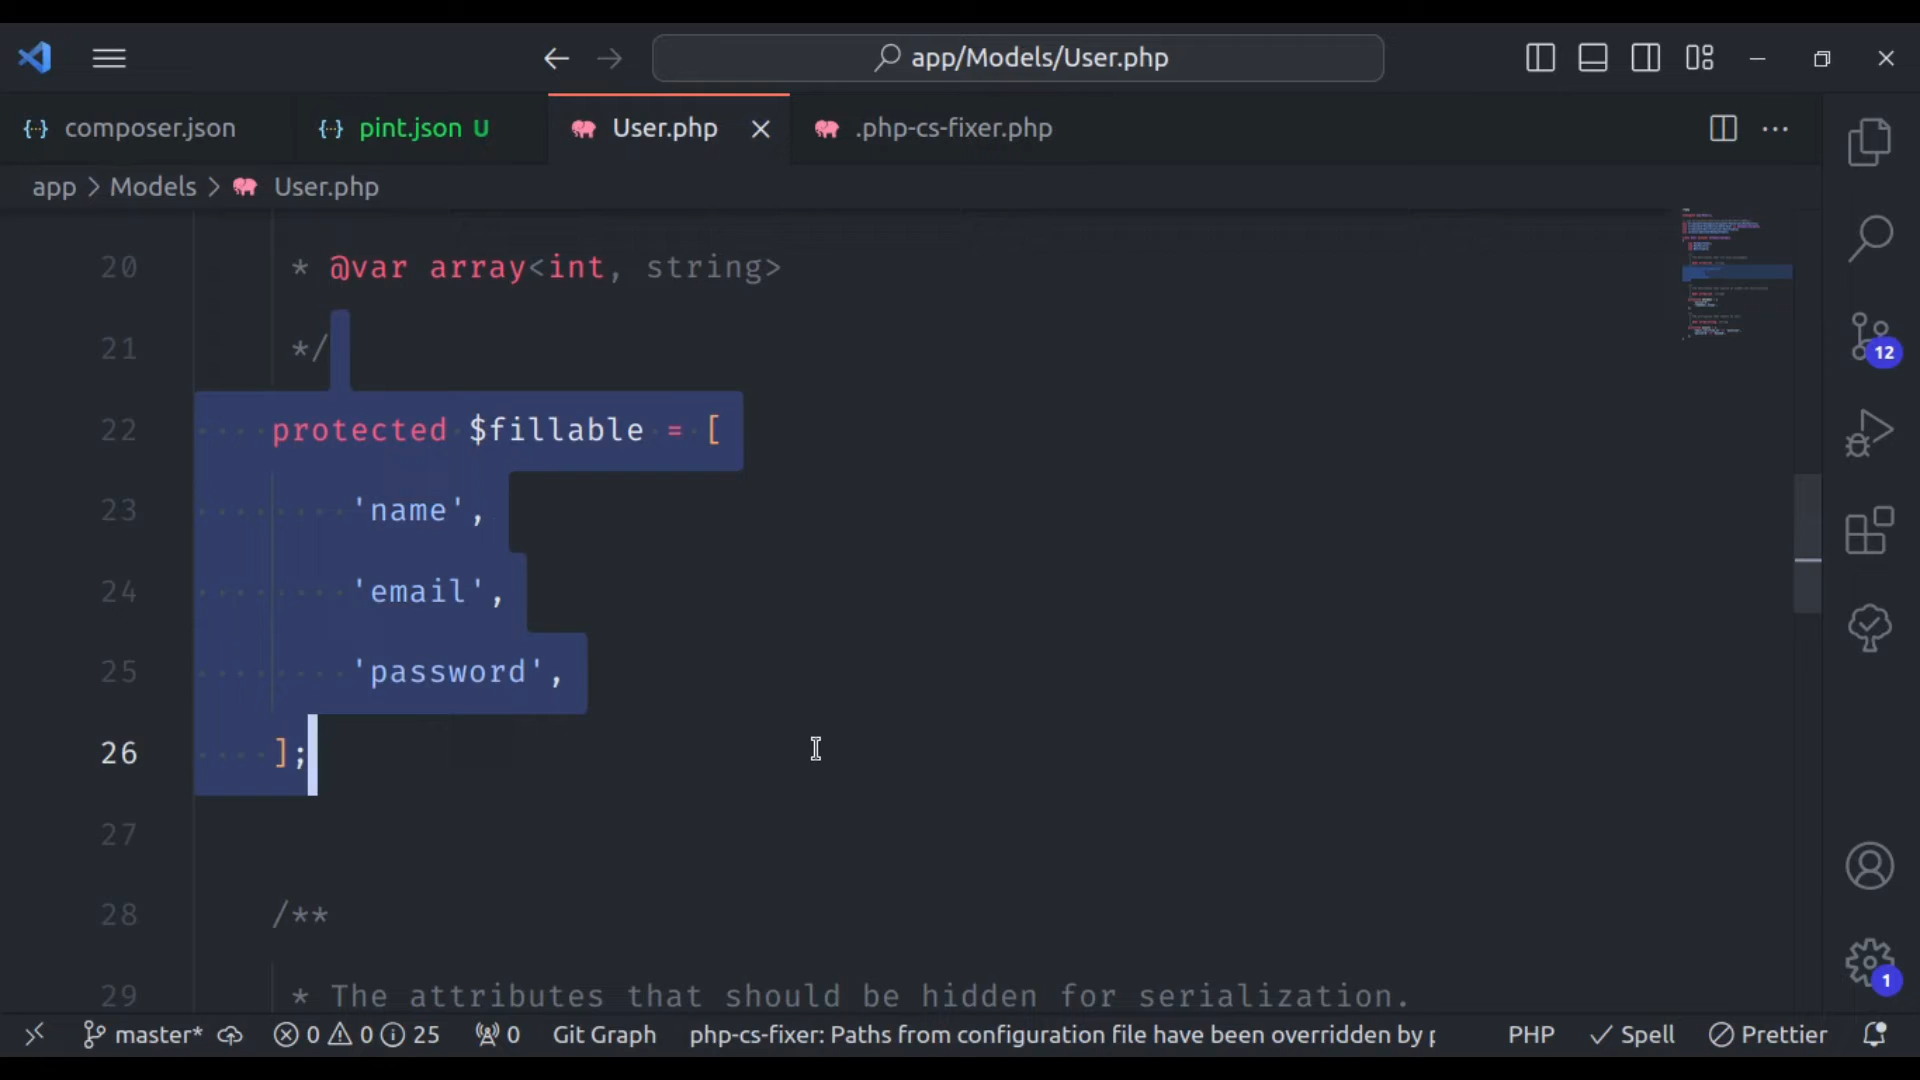 app/Models/User.php
composer.json
pint.json U
User.php
.php-cs-fixer.php
app > Models > User.php
20 * @var array<int, string>
21 */
22 protected $fillable = [
23 'name',
24 'email',
25 'password',
26 ];
27
28 /**
29 * The attributes that should be hidden for serialization.
12
1
master* 0 0 25 0 Git Graph php-cs-fixer: Paths from configuration file have been overridden by PHP Spell Prettier